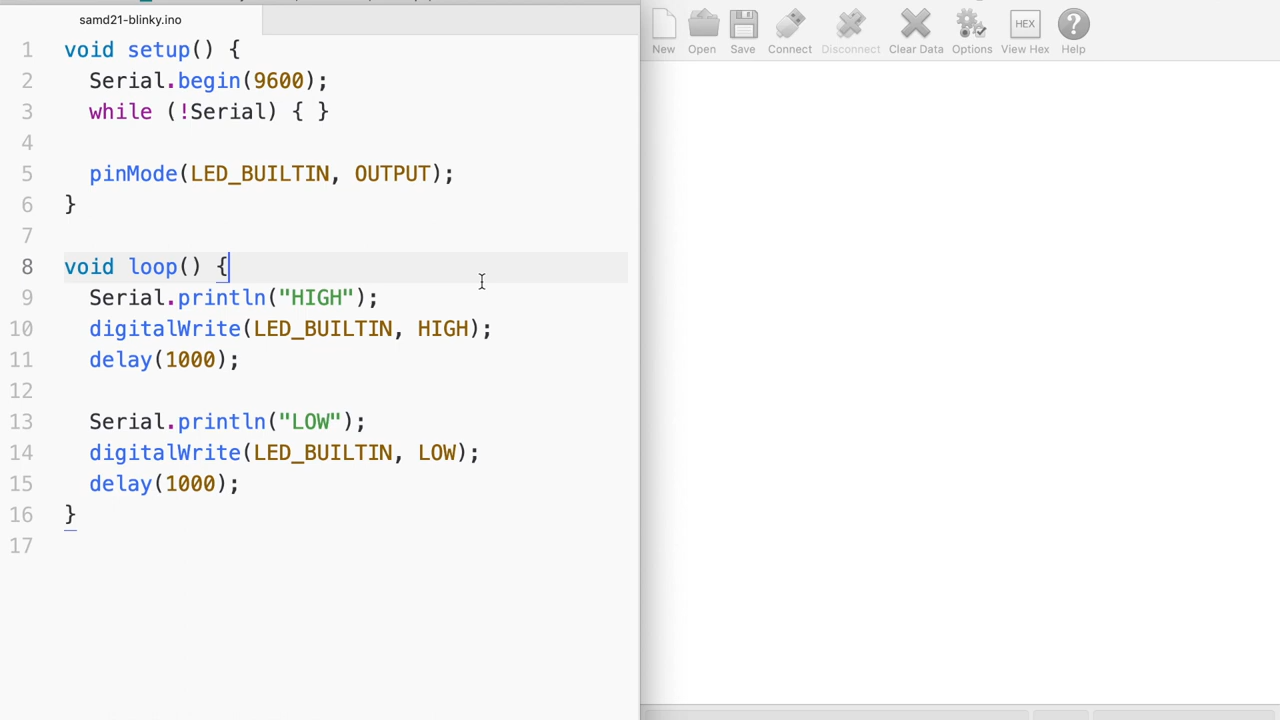 samd21-blinky.ino
1 void setup() {
2 Serial.begin(9600);
3 while (!Serial) { }
4
5 pinMode(LED_BUILTIN, OUTPUT);
6 }
7
8 void loop() {
9 Serial.println("HIGH");
10 digitalWrite(LED_BUILTIN, HIGH);
11 delay(1000);
12
13 Serial.println("LOW");
14 digitalWrite(LED_BUILTIN, LOW);
15 delay(1000);
16 }
17
HEX
New Open Save Connect Disconnect Clear Data Options View Hex Help